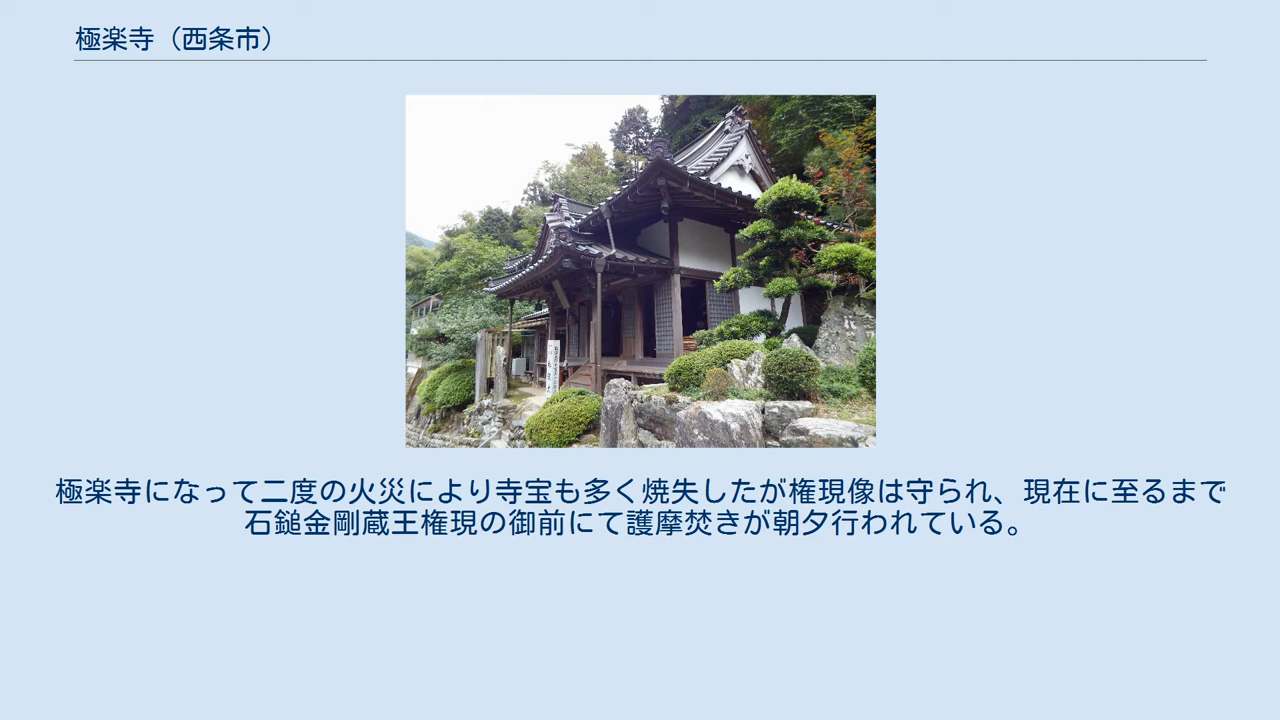 極楽寺（西条市）
極楽寺になって二度の火災により寺宝も多く焼失したが権現像は守られ、現在に至るまで
石鎚金剛蔵王権現の御前にて護摩焚きが朝夕行われている。